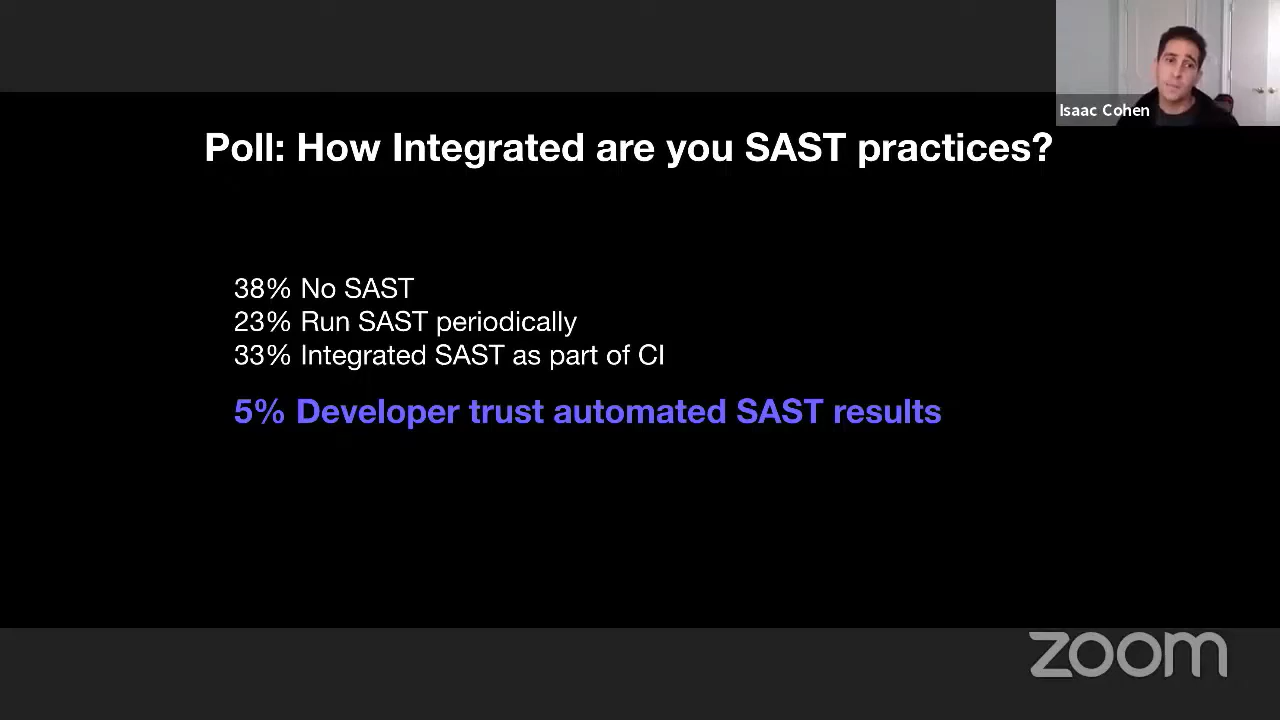 Isaac Cohen
Poll: How Integrated are you SAST practices?
38% No SAST
23% Run SAST periodically
33% Integrated SAST as part of CI
5% Developer trust automated SAST results
zoom